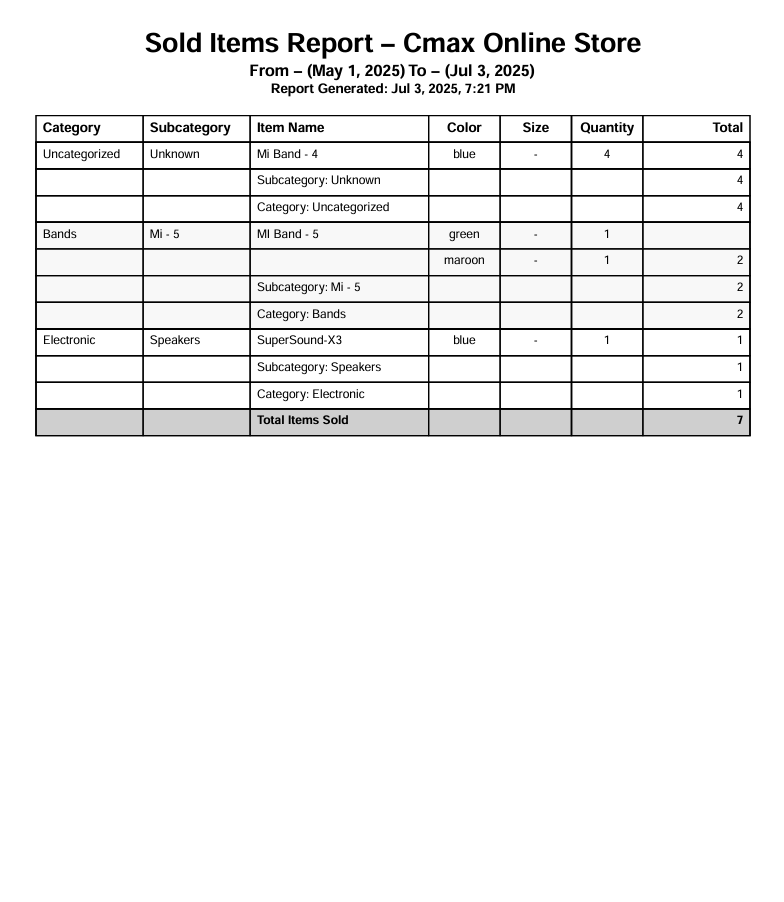 Sold Items Report – Cmax Online Store
From – (May 1, 2025) To – (Jul 3, 2025)
Report Generated: Jul 3, 2025, 7:21 PM
Category Subcategory Item Name Color Size Quantity Total
Uncategorized Unknown Mi Band - 4 blue - 4 4
Subcategory: Unknown 4
Category: Uncategorized 4
Bands Mi - 5 MI Band - 5 green - 1
maroon - 1 2
Subcategory: Mi - 5 2
Category: Bands 2
Electronic Speakers SuperSound-X3 blue - 1 1
Subcategory: Speakers 1
Category: Electronic 1
Total Items Sold 7